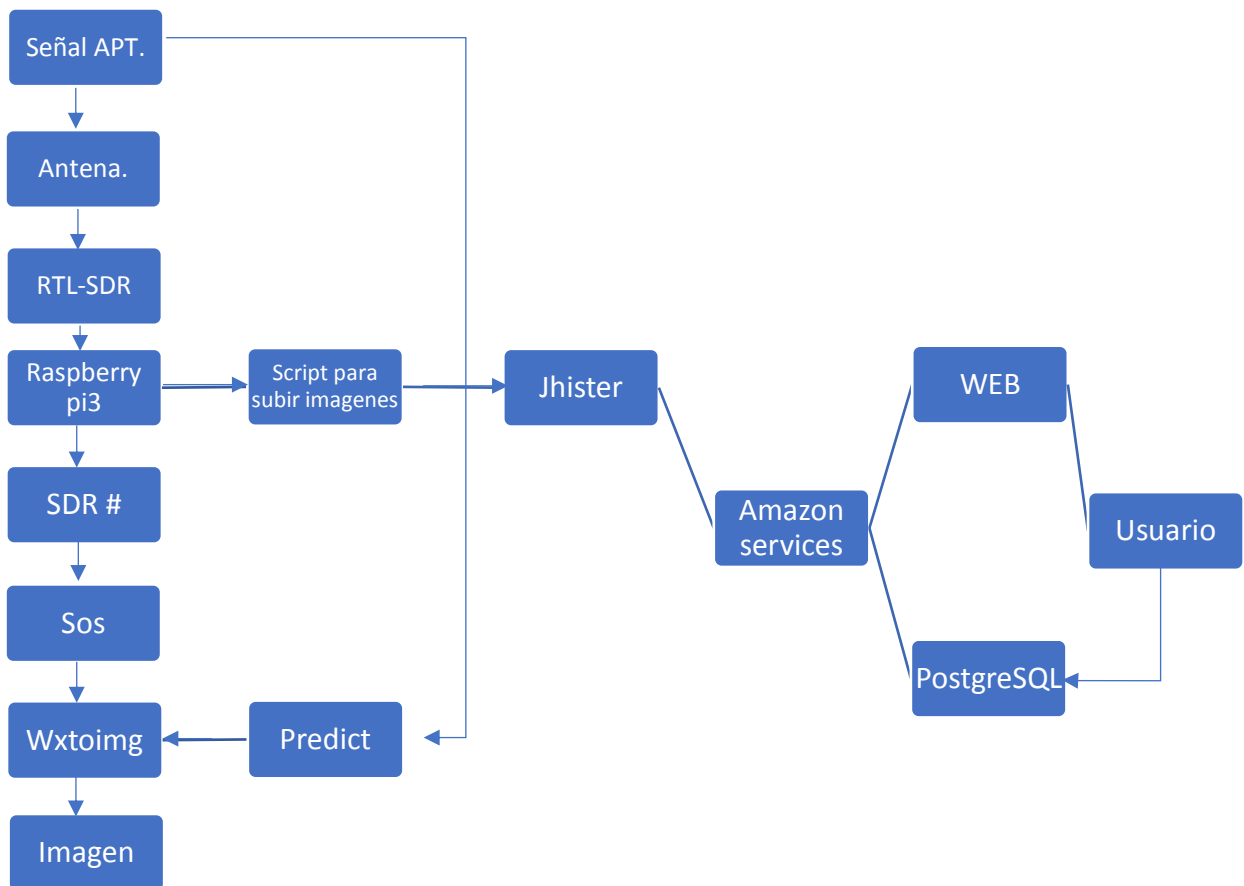 Señal APT.
Antena.
RTL-SDR
Raspberry
pi3
Script para
subir imagenes
Jhister
WEB
SDR #
Amazon
services
Usuario
Sos
PostgreSQL
Wxtoimg
Predict
Imagen